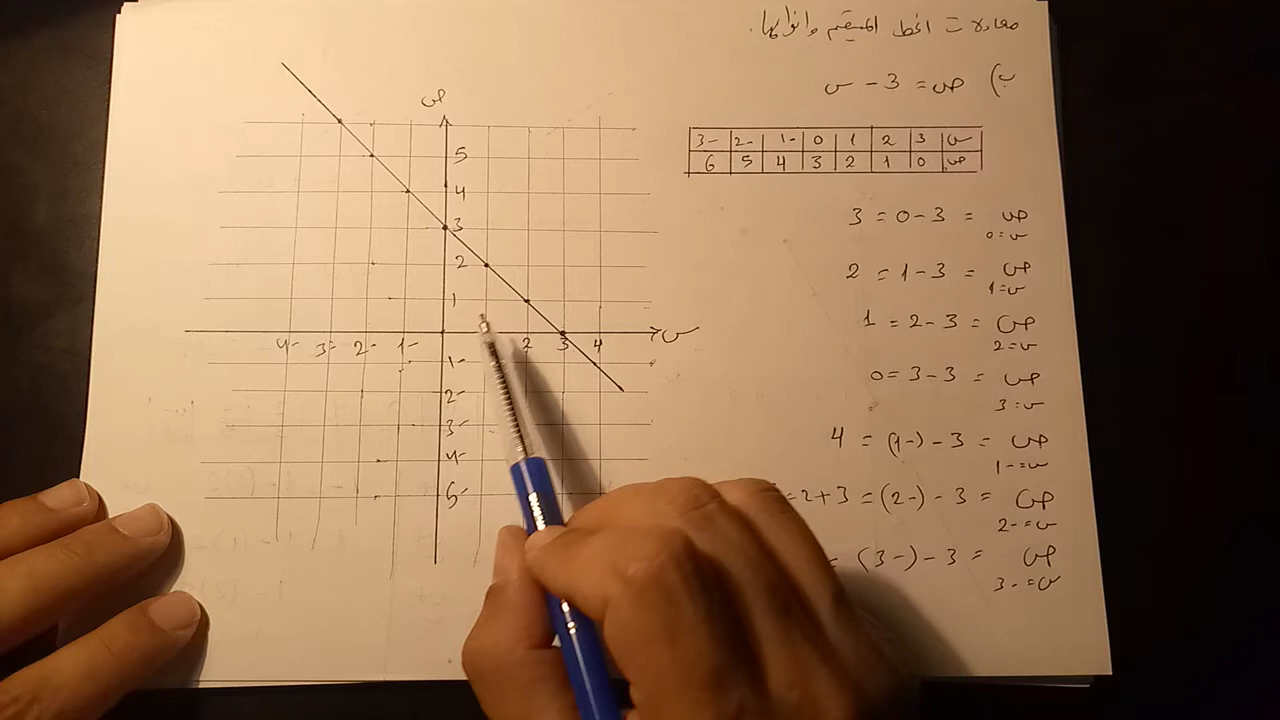 معادلات الخط المستقيم وانواعها.
ب) ص = 3 - س
س 3 2 1 0 1- 2- 3-
ص 0 1 2 3 4 5 6
ص = 3 - 0 = 3
س = 0
ص = 3 - 1 = 2
س = 1
ص = 3 - 2 = 1
س = 2
ص = 3 - 3 = 0
س = 3
ص = 3 - (-1) = 4
س = -1
ص = 3 - (-2) = 3 + 2 =
س = -2
ص = 3 - (-3) =
س = -3
ص
5
4
3
2
1
4- 3- 2- 1- 2 3 4 س
1-
2-
3-
4-
5-